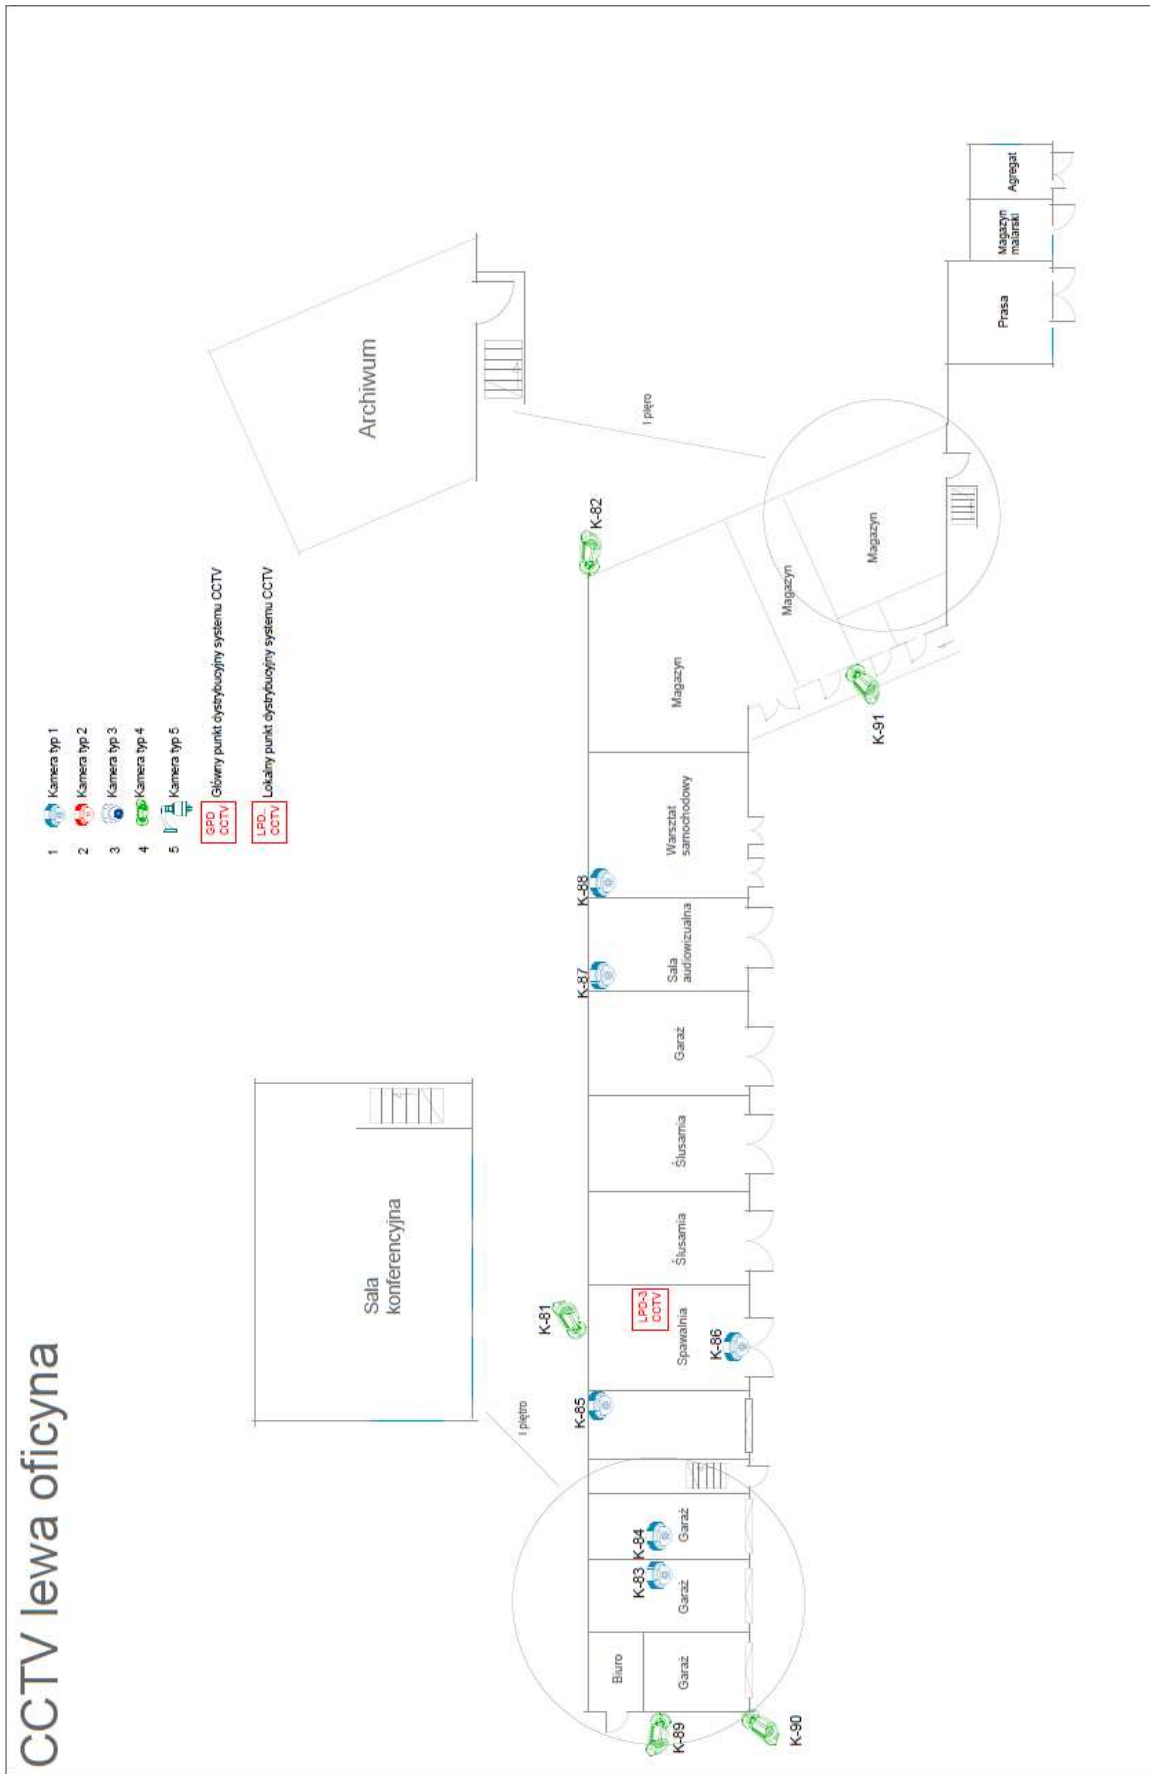 CCTV lewa oficyna
1 Kamera typ 1
2 Kamera typ 2
3 Kamera typ 3
4 Kamera typ 4
5 Kamera typ 5
GPD
CCTV
Główny punkt dystrybucyjny systemu CCTV
LPD...
CCTV
Lokalny punkt dystrybucyjny systemu CCTV
Sala
konferencyjna
Archiwum
I piętro
I piętro
K-81
K-82
K-85
K-87
K-88
Biuro
K-83
K-84
LPD-3
CCTV
Garaż
Garaż
Garaż
Spawalnia
Ślusarnia
Ślusarnia
Garaż
Sala
audiowizualna
Warsztat
samochodowy
Magazyn
K-89
K-86
K-90
Magazyn
Magazyn
K-91
Prasa
Magazyn
malarski
Agregat